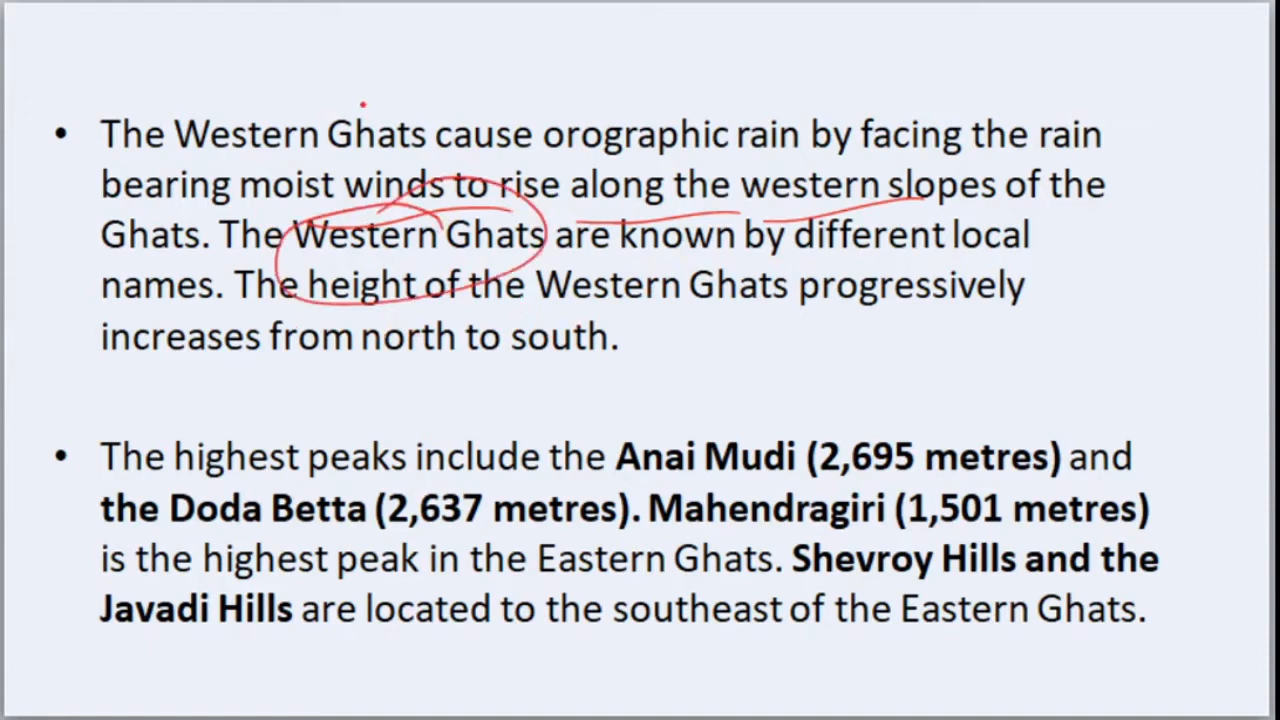 • The Western Ghats cause orographic rain by facing the rain
bearing moist winds to rise along the western slopes of the
Ghats. The Western Ghats are known by different local
names. The height of the Western Ghats progressively
increases from north to south.
• The highest peaks include the Anai Mudi (2,695 metres) and
the Doda Betta (2,637 metres). Mahendragiri (1,501 metres)
is the highest peak in the Eastern Ghats. Shevroy Hills and the
Javadi Hills are located to the southeast of the Eastern Ghats.